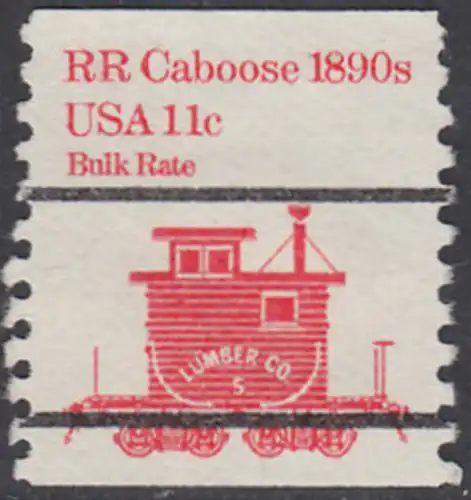 RR Caboose 1890s
USA 11c
Bulk Rate
LUMBER CO.
5